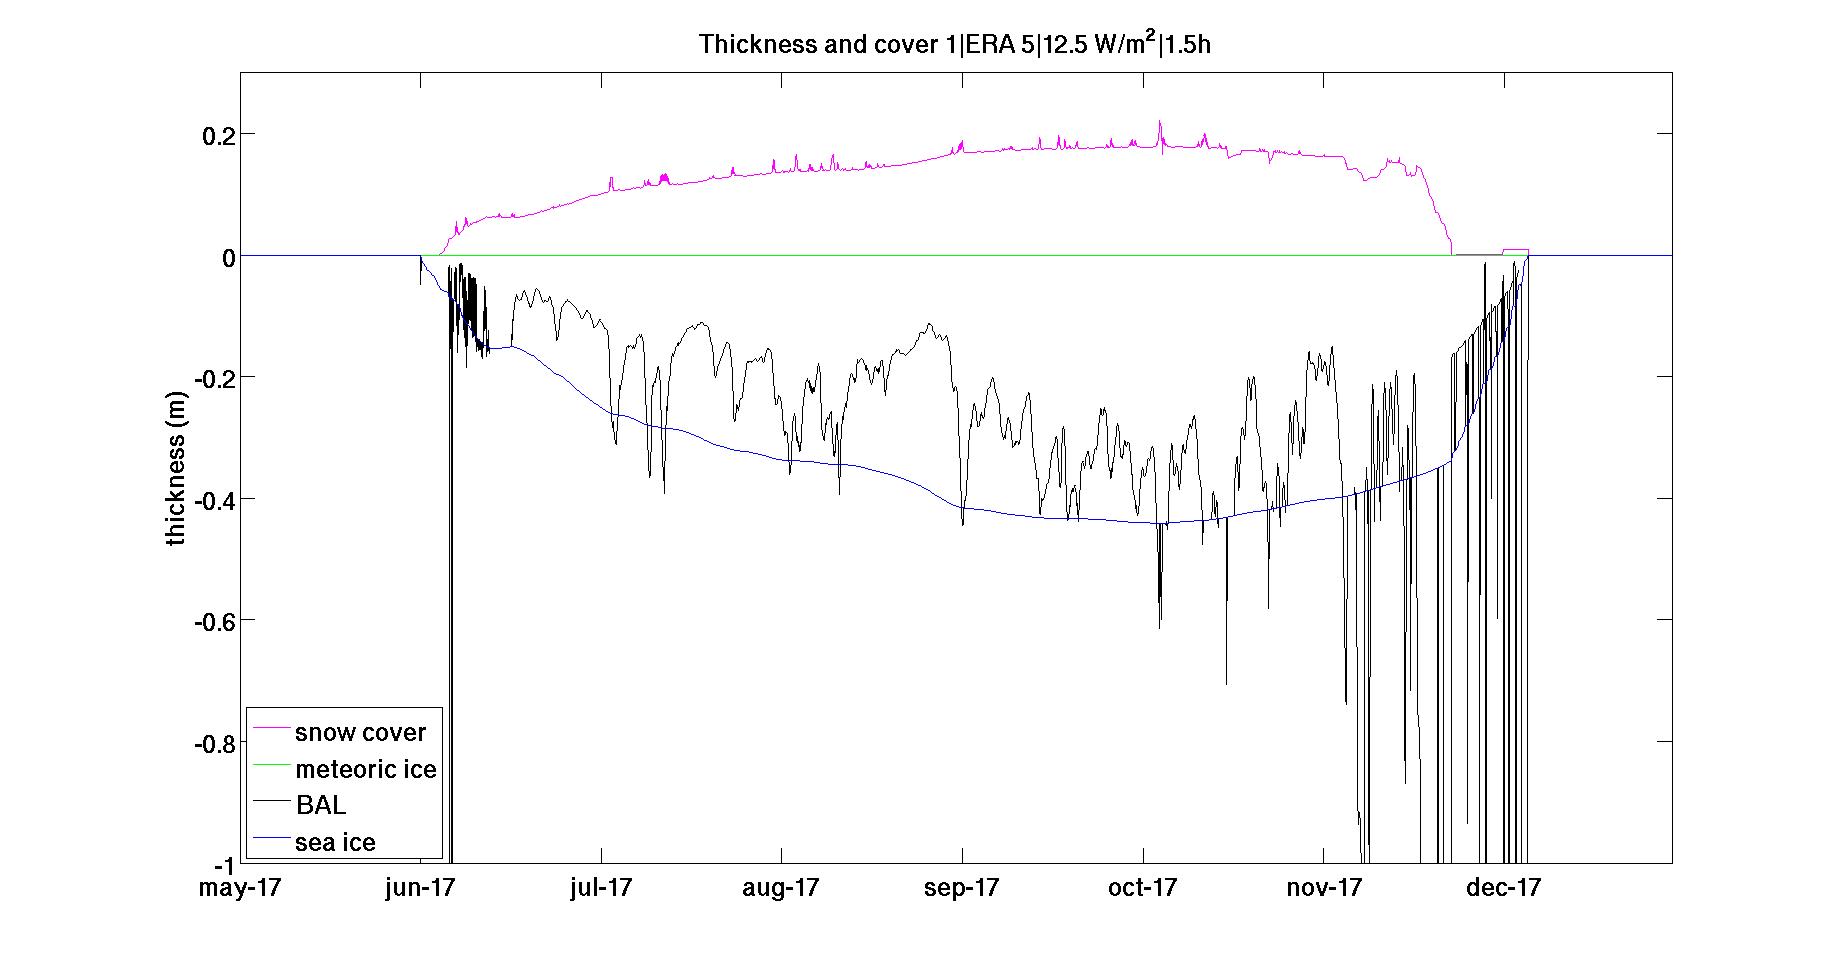 Thickness and cover 1|ERA 5|12.5 W/m²|1.5h
thickness (m)
0.2
0
-0.2
-0.4
-0.6
-0.8
-1
snow cover
meteoric ice
BAL
sea ice
may-17 jun-17 jul-17 aug-17 sep-17 oct-17 nov-17 dec-17